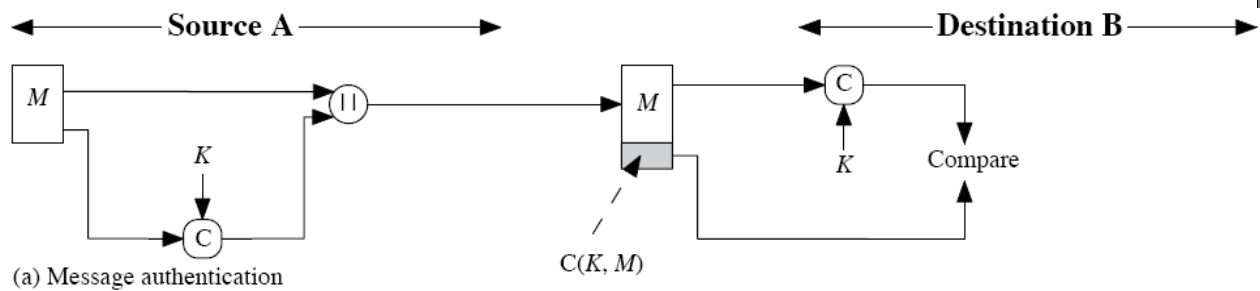 Source A
Destination B
M
| |
M
C
K
K
Compare
C
C(K, M)
(a) Message authentication